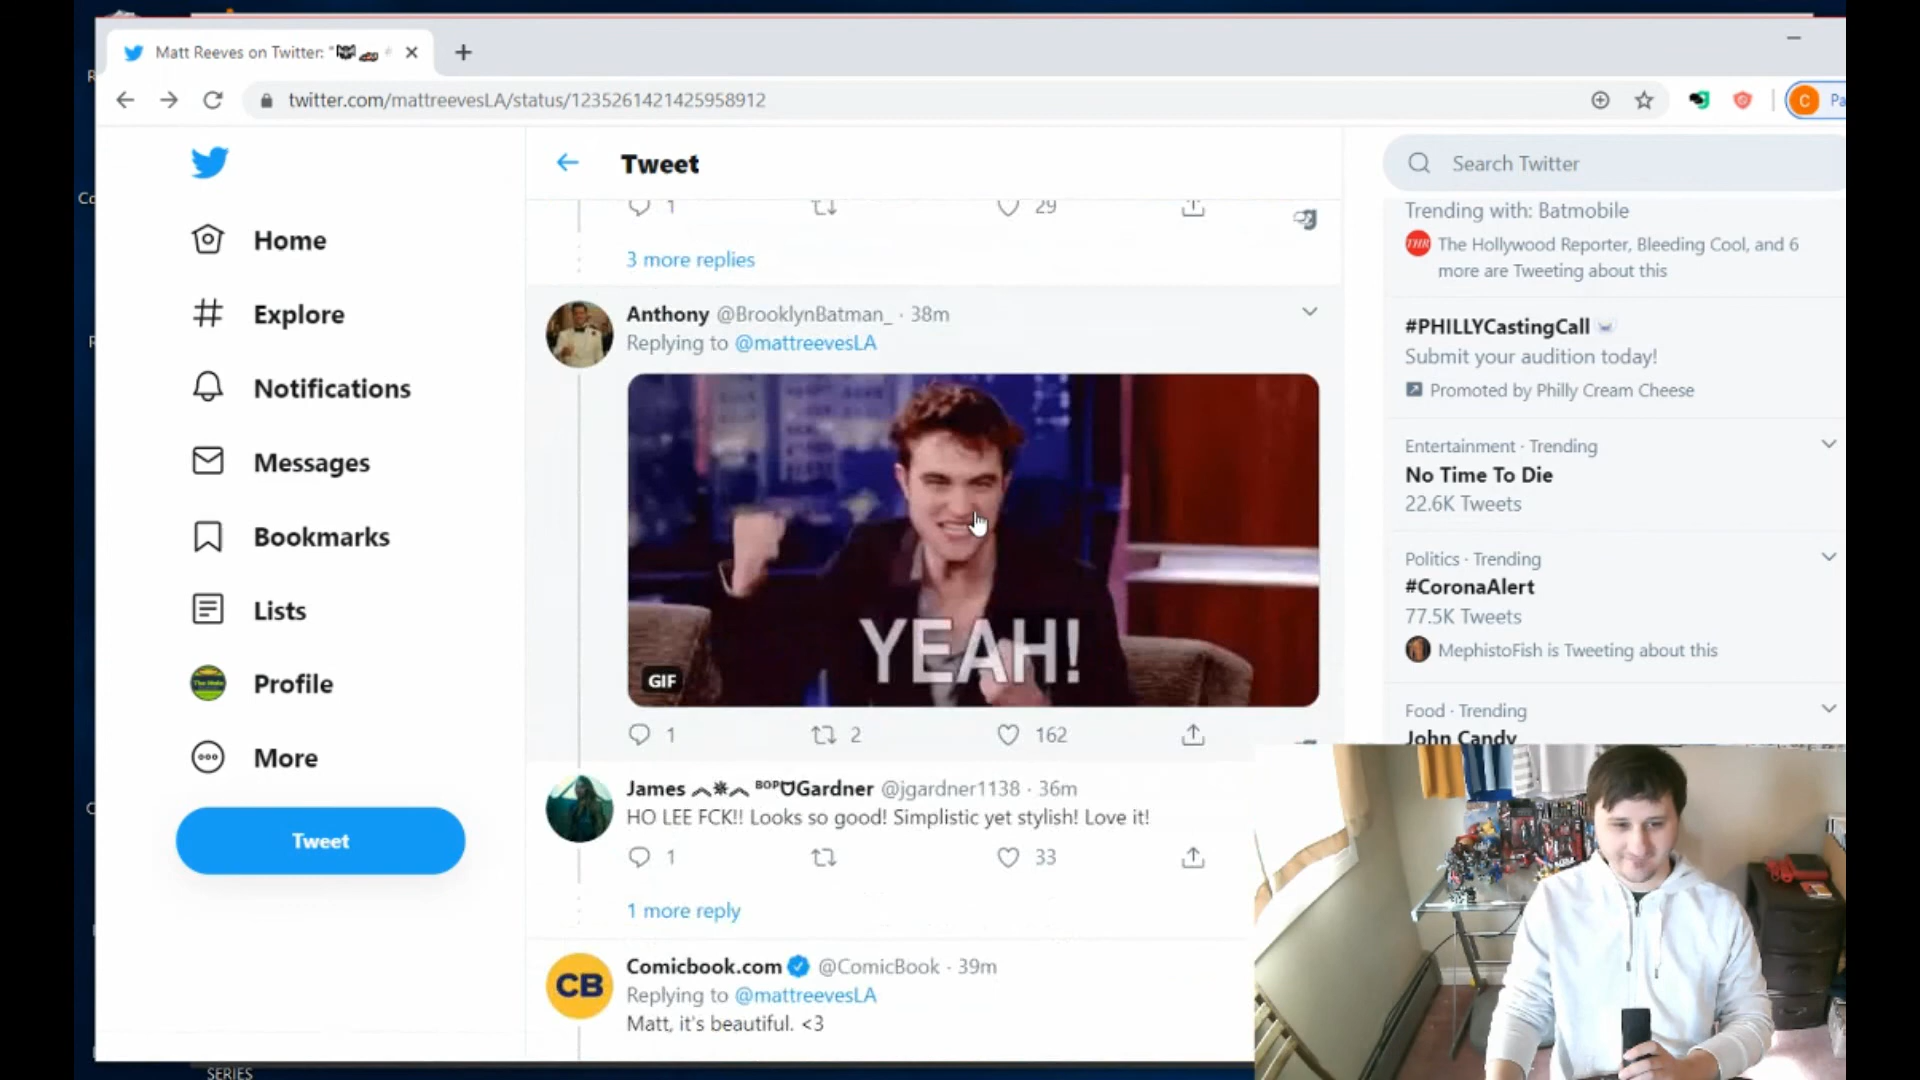 Matt Reeves on Twitter: "
twitter.com/mattreevesLA/status/1235261421425958912
Pa
C
Tweet
Search Twitter
Home
Explore
Notifications
Messages
Bookmarks
Lists
Profile
More
Tweet
1
29
3 more replies
Anthony @BrooklynBatman_ · 38m
Replying to @mattreevesLA
YEAH!
GIF
1 2 162
James ෴⁕෴ ᴮᴼᴾGardner @jgardner1138 · 36m
HO LEE FCK!! Looks so good! Simplistic yet stylish! Love it!
1 33
1 more reply
CB
Comicbook.com @ComicBook · 39m
Replying to @mattreevesLA
Matt, it's beautiful. <3
Trending with: Batmobile
THR
The Hollywood Reporter, Bleeding Cool, and 6
more are Tweeting about this
#PHILLYCastingCall
Submit your audition today!
Promoted by Philly Cream Cheese
Entertainment · Trending
No Time To Die
22.6K Tweets
Politics · Trending
#CoronaAlert
77.5K Tweets
MephistoFish is Tweeting about this
Food · Trending
John Candy
SERIES